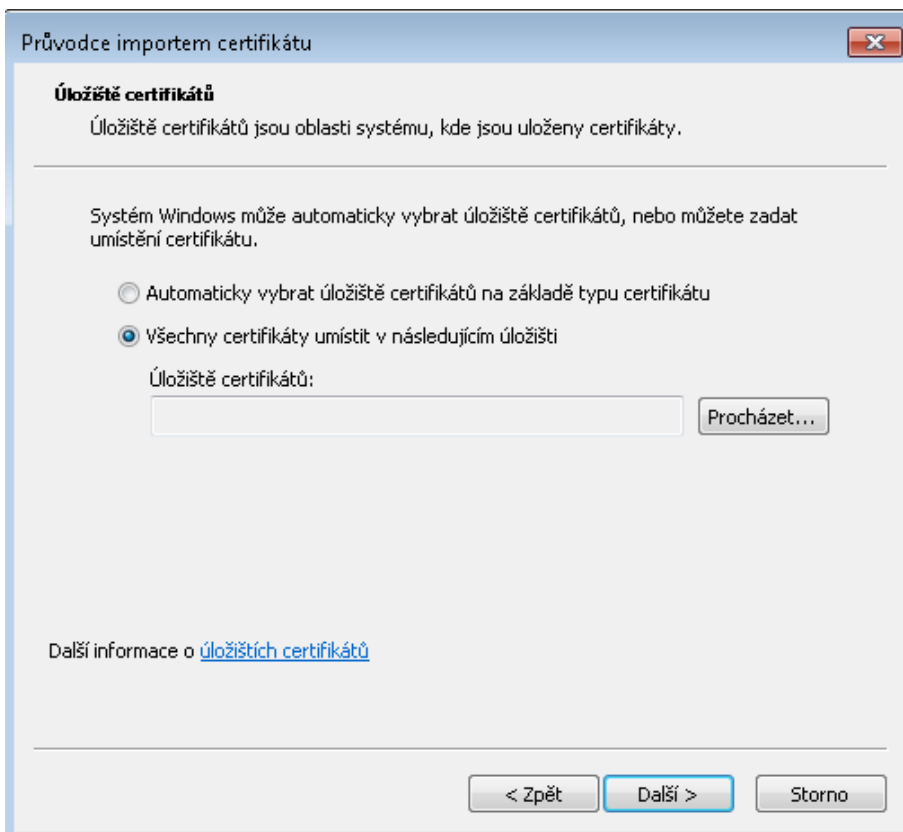 Průvodce importem certifikátu
Úložiště certifikátů
Úložiště certifikátů jsou oblasti systému, kde jsou uloženy certifikáty.
Systém Windows může automaticky vybrat úložiště certifikátů, nebo můžete zadat
umístění certifikátu.
Automaticky vybrat úložiště certifikátů na základě typu certifikátu
Všechny certifikáty umístit v následujícím úložišti
Úložiště certifikátů:
Procházet...
Další informace o úložištích certifikátů
< Zpět
Další >
Storno